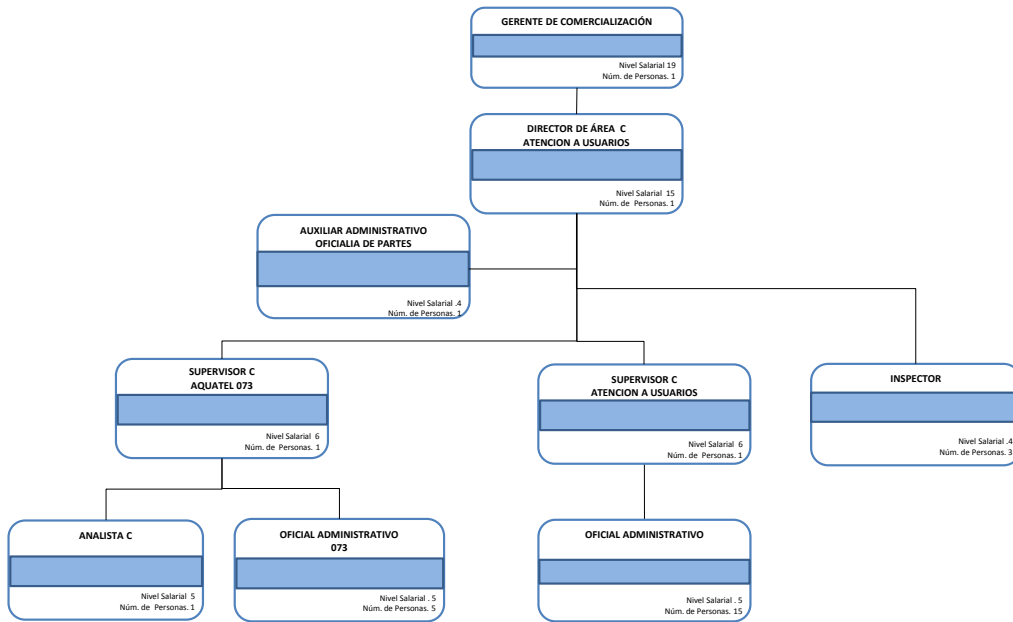 GERENTE DE COMERCIALIZACIÓN
Nivel Salarial 19
Núm. de Personas. 1
DIRECTOR DE ÁREA  C
ATENCION A USUARIOS
Nivel Salarial  15
Núm. de  Personas. 1
AUXILIAR ADMINISTRATIVO
OFICIALIA DE PARTES
Nivel Salarial .4
Núm. de Personas. 1
SUPERVISOR C
AQUATEL 073
Nivel Salarial  6
Núm. de  Personas. 1
SUPERVISOR C
ATENCION A USUARIOS
Nivel Salarial  6
Núm. de Personas. 1
INSPECTOR
Nivel Salarial .4
Núm. de Personas. 3
ANALISTA C
Nivel Salarial  5
Núm. de  Personas. 1
OFICIAL ADMINISTRATIVO
073
Nivel Salarial . 5
Núm. de Personas. 5
OFICIAL ADMINISTRATIVO
Nivel Salarial . 5
Núm. de Personas. 15